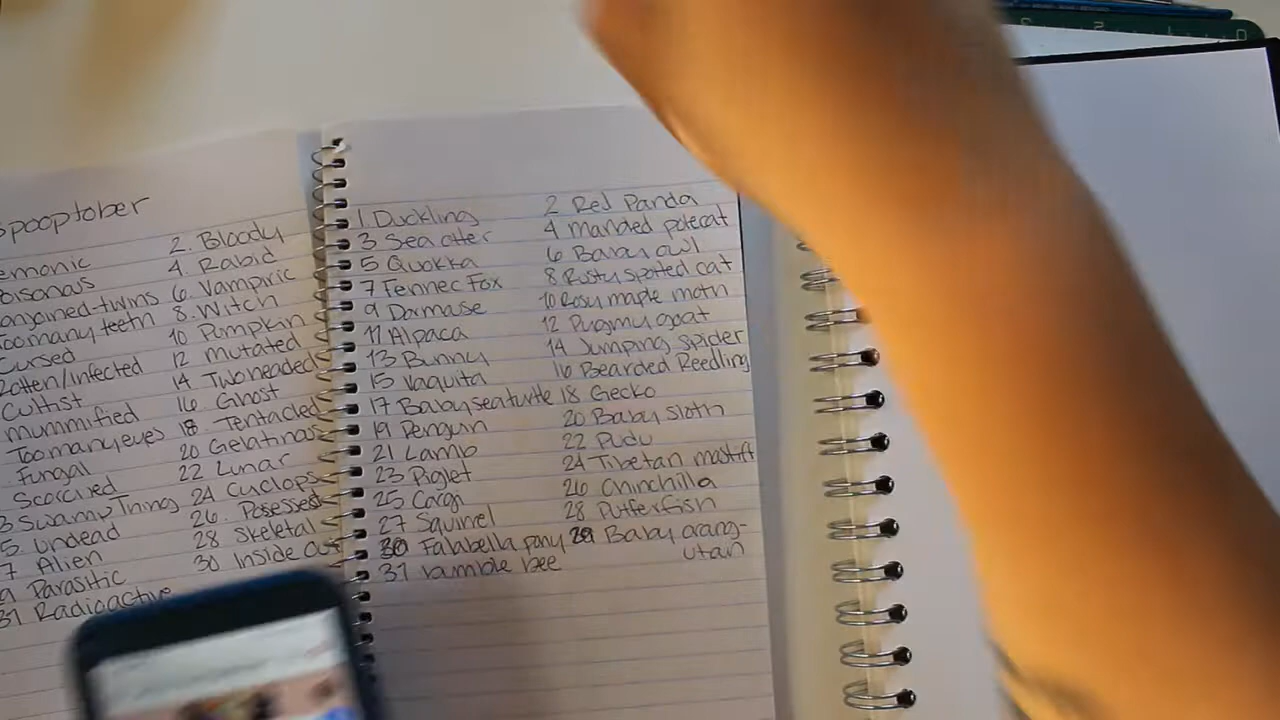 Spooptober
emonic 2. Bloody
oisonous 4. Rabid
onjoined-twins 6. Vampiric
Too many teeth 8. Witch
Cursed 10 Pumpkin
Rotten/infected 12 Mutated
Cultist 14 Two headed
mummified 16 Ghost
Too many eyes 18 Tentacled
Fungal 20 Gelatinous
Scorched 22 Lunar
3 Swamp Thing 24 Cyclops
5 Undead 26. Posessed
7 Alien 28 Skeletal
9 Parasitic 30 Inside Out
31 Radioactive
1 Duckling 2 Red Panda
3 Sea otter 4 marbled polecat
5 Quokka 6 Baby owl
7 Fennec Fox 8 Rusty spotted cat
9 Dormouse 10 Rosy maple moth
11 Alpaca 12 Pygmy goat
13 Bunny 14 Jumping spider
15 Vaquita 16 Bearded Reedling
17 Baby sea turtle 18 Gecko
19 Penguin 20 Baby sloth
21 Lamb 22 Pudu
23 Piglet 24 Tibetan mastiff
25 Corgi 26 Chinchilla
27 Squirrel 28 Pufferfish
30 Falabella pony 29 Baby orang-
utan
31 Bumble bee